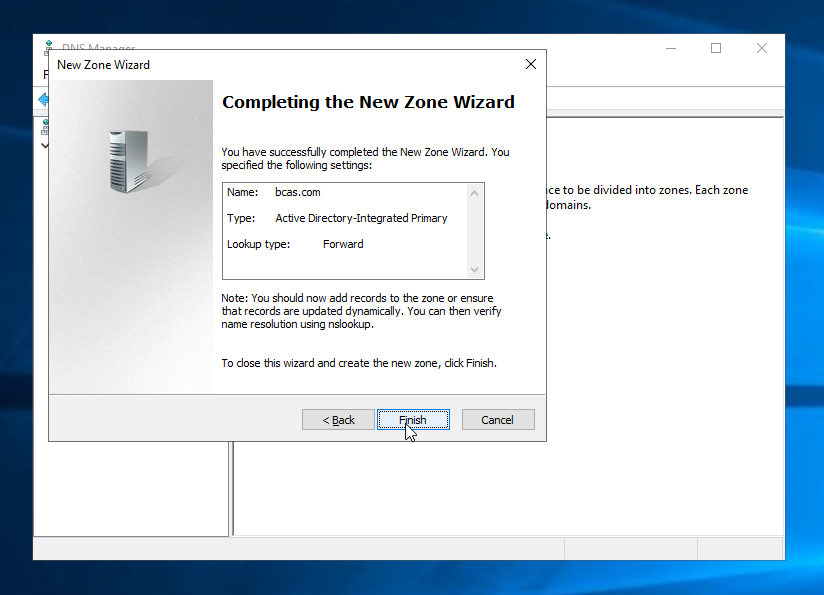 DNS Manager
New Zone Wizard
F
Completing the New Zone Wizard
You have successfully completed the New Zone Wizard. You
specified the following settings:
Name: bcas.com
Type: Active Directory-Integrated Primary
Lookup type: Forward
ce to be divided into zones. Each zone
domains.
e.
Note: You should now add records to the zone or ensure
that records are updated dynamically. You can then verify
name resolution using nslookup.
To close this wizard and create the new zone, click Finish.
< Back
Finish
Cancel